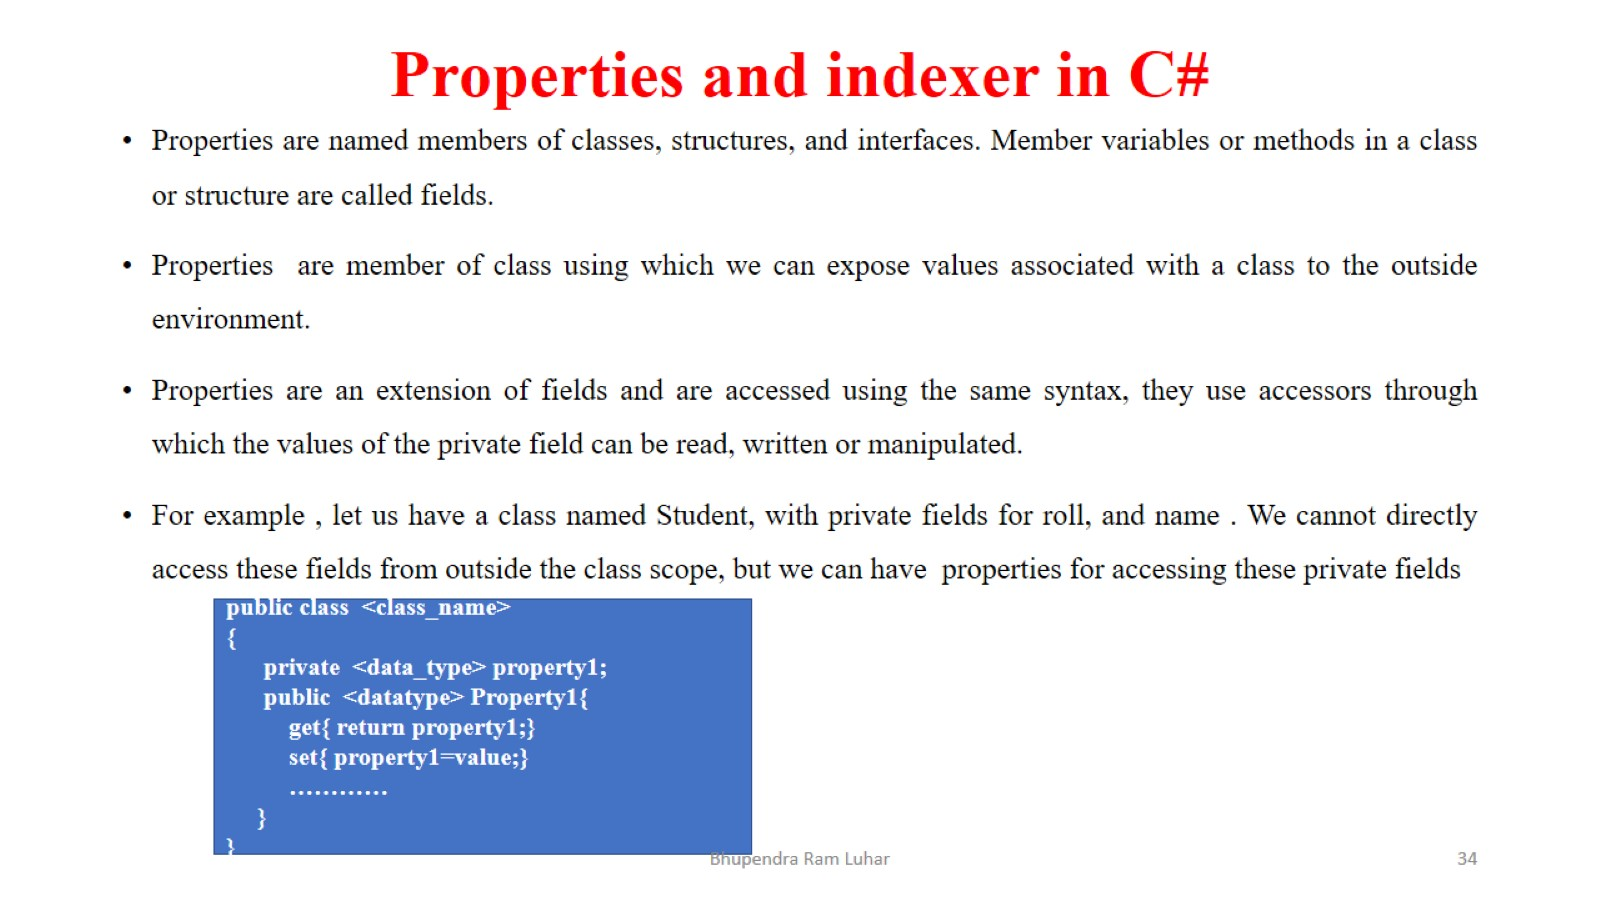 Properties and indexer in C#
• Properties are named members of classes, structures, and interfaces. Member variables or methods in a class
or structure are called fields.
• Properties are member of class using which we can expose values associated with a class to the outside
environment.
• Properties are an extension of fields and are accessed using the same syntax, they use accessors through
which the values of the private field can be read, written or manipulated.
• For example , let us have a class named Student, with private fields for roll, and name . We cannot directly
access these fields from outside the class scope, but we can have properties for accessing these private fields
public class <class_name>
{
private <data_type> property1;
public <datatype> Property1{
get{ return property1;}
set{ property1=value;}
............
}
}
Bhupendra Ram Luhar
34